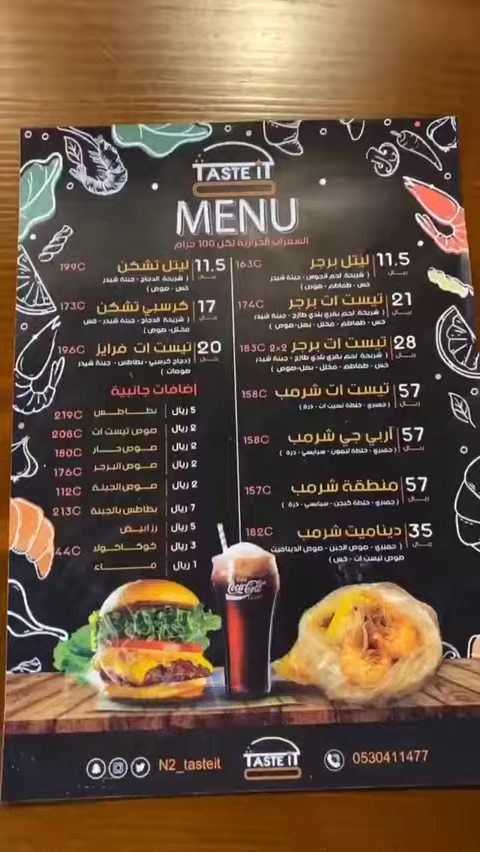 TASTE iT
MENU
السعرات الحرارية لكل 100 جرام
ليتل برجر 11.5 ريال 163C
( شريحة لحم الحوس - جبنة شيدر
خس - طماطم - صوص )
تيست ات برجر 21 ريال 174C
( شريحة لحم بقري بلدي طازج - جبنة شيدر
خس - طماطم - مخلل - بصل - صوص )
تيست ات برجر 2×2 28 ريال 183C
( شريحة لحم بقري بلدي طازج - جبنة شيدر
خس - طماطم - مخلل - بصل - صوص )
تيست ات شرمب 57 ريال 158C
( جمبري - خلطة تسيت ات - ذرة )
آربي جي شرمب 57 ريال 158C
( جمبري - خلطة ليمون - سبايسي - ذرة )
منطقة شرمب 57 ريال 157C
( جمبري - خلطة كيجن - سبايسي - ذرة )
ديناميت شرمب 35 ريال 182C
( جمبري - صوص الجبن - صوص الديناميت
صوص تيست ات - خس )
ليتل تشكن 11.5 ريال 199C
( شريحة الدجاج - جبنة شيدر
خس - صوص )
كرسبي تشكن 17 ريال 173C
( شريحة الدجاج - جبنة شيدر - خس
مخلل - صوص )
تيست ات فرايز 20 ريال 196C
( دجاج كرسبي - بطاطس - جبنة شيدر
صوصات )
إضافات جانبية
5 ريال بطاطس 219C
2 ريال صوص تيست ات 208C
2 ريال صوص حار 180C
2 ريال صوص البرجر 176C
2 ريال صوص الجبنة 112C
7 ريال بطاطس بالجبنة 213C
5 ريال رز ابيض
3 ريال كوكاكولا 44C
1 ريال ماء
Coca-Cola
N2_tasteit
TASTE iT
0530411477